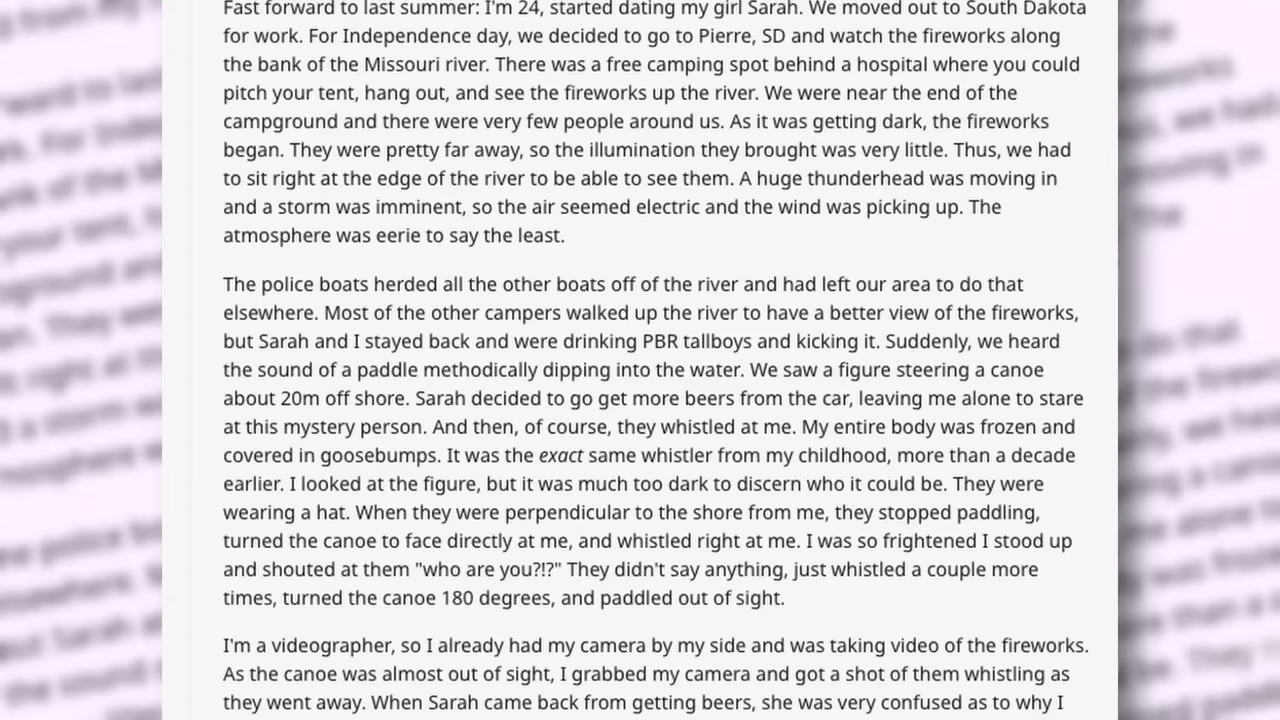 Fast forward to last summer: I'm 24, started dating my girl Sarah. We moved out to South Dakota
for work. For Independence day, we decided to go to Pierre, SD and watch the fireworks along
the bank of the Missouri river. There was a free camping spot behind a hospital where you could
pitch your tent, hang out, and see the fireworks up the river. We were near the end of the
campground and there were very few people around us. As it was getting dark, the fireworks
began. They were pretty far away, so the illumination they brought was very little. Thus, we had
to sit right at the edge of the river to be able to see them. A huge thunderhead was moving in
and a storm was imminent, so the air seemed electric and the wind was picking up. The
atmosphere was eerie to say the least.
The police boats herded all the other boats off of the river and had left our area to do that
elsewhere. Most of the other campers walked up the river to have a better view of the fireworks,
but Sarah and I stayed back and were drinking PBR tallboys and kicking it. Suddenly, we heard
the sound of a paddle methodically dipping into the water. We saw a figure steering a canoe
about 20m off shore. Sarah decided to go get more beers from the car, leaving me alone to stare
at this mystery person. And then, of course, they whistled at me. My entire body was frozen and
covered in goosebumps. It was the exact same whistler from my childhood, more than a decade
earlier. I looked at the figure, but it was much too dark to discern who it could be. They were
wearing a hat. When they were perpendicular to the shore from me, they stopped paddling,
turned the canoe to face directly at me, and whistled right at me. I was so frightened I stood up
and shouted at them "who are you?!?" They didn't say anything, just whistled a couple more
times, turned the canoe 180 degrees, and paddled out of sight.
I'm a videographer, so I already had my camera by my side and was taking video of the fireworks.
As the canoe was almost out of sight, I grabbed my camera and got a shot of them whistling as
they went away. When Sarah came back from getting beers, she was very confused as to why I